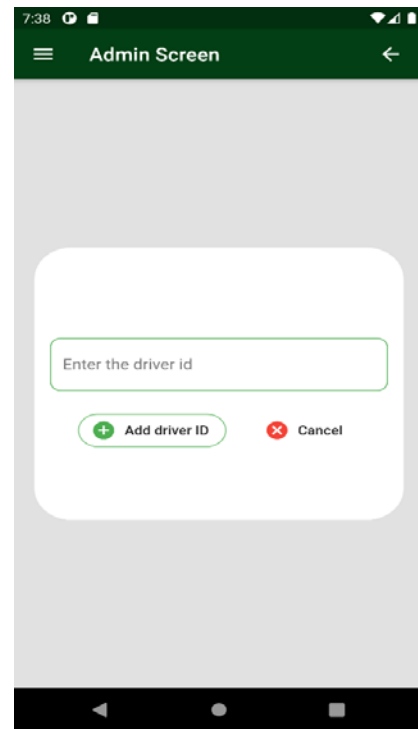 7:38
Admin Screen
Enter the driver id
Add driver ID
Cancel